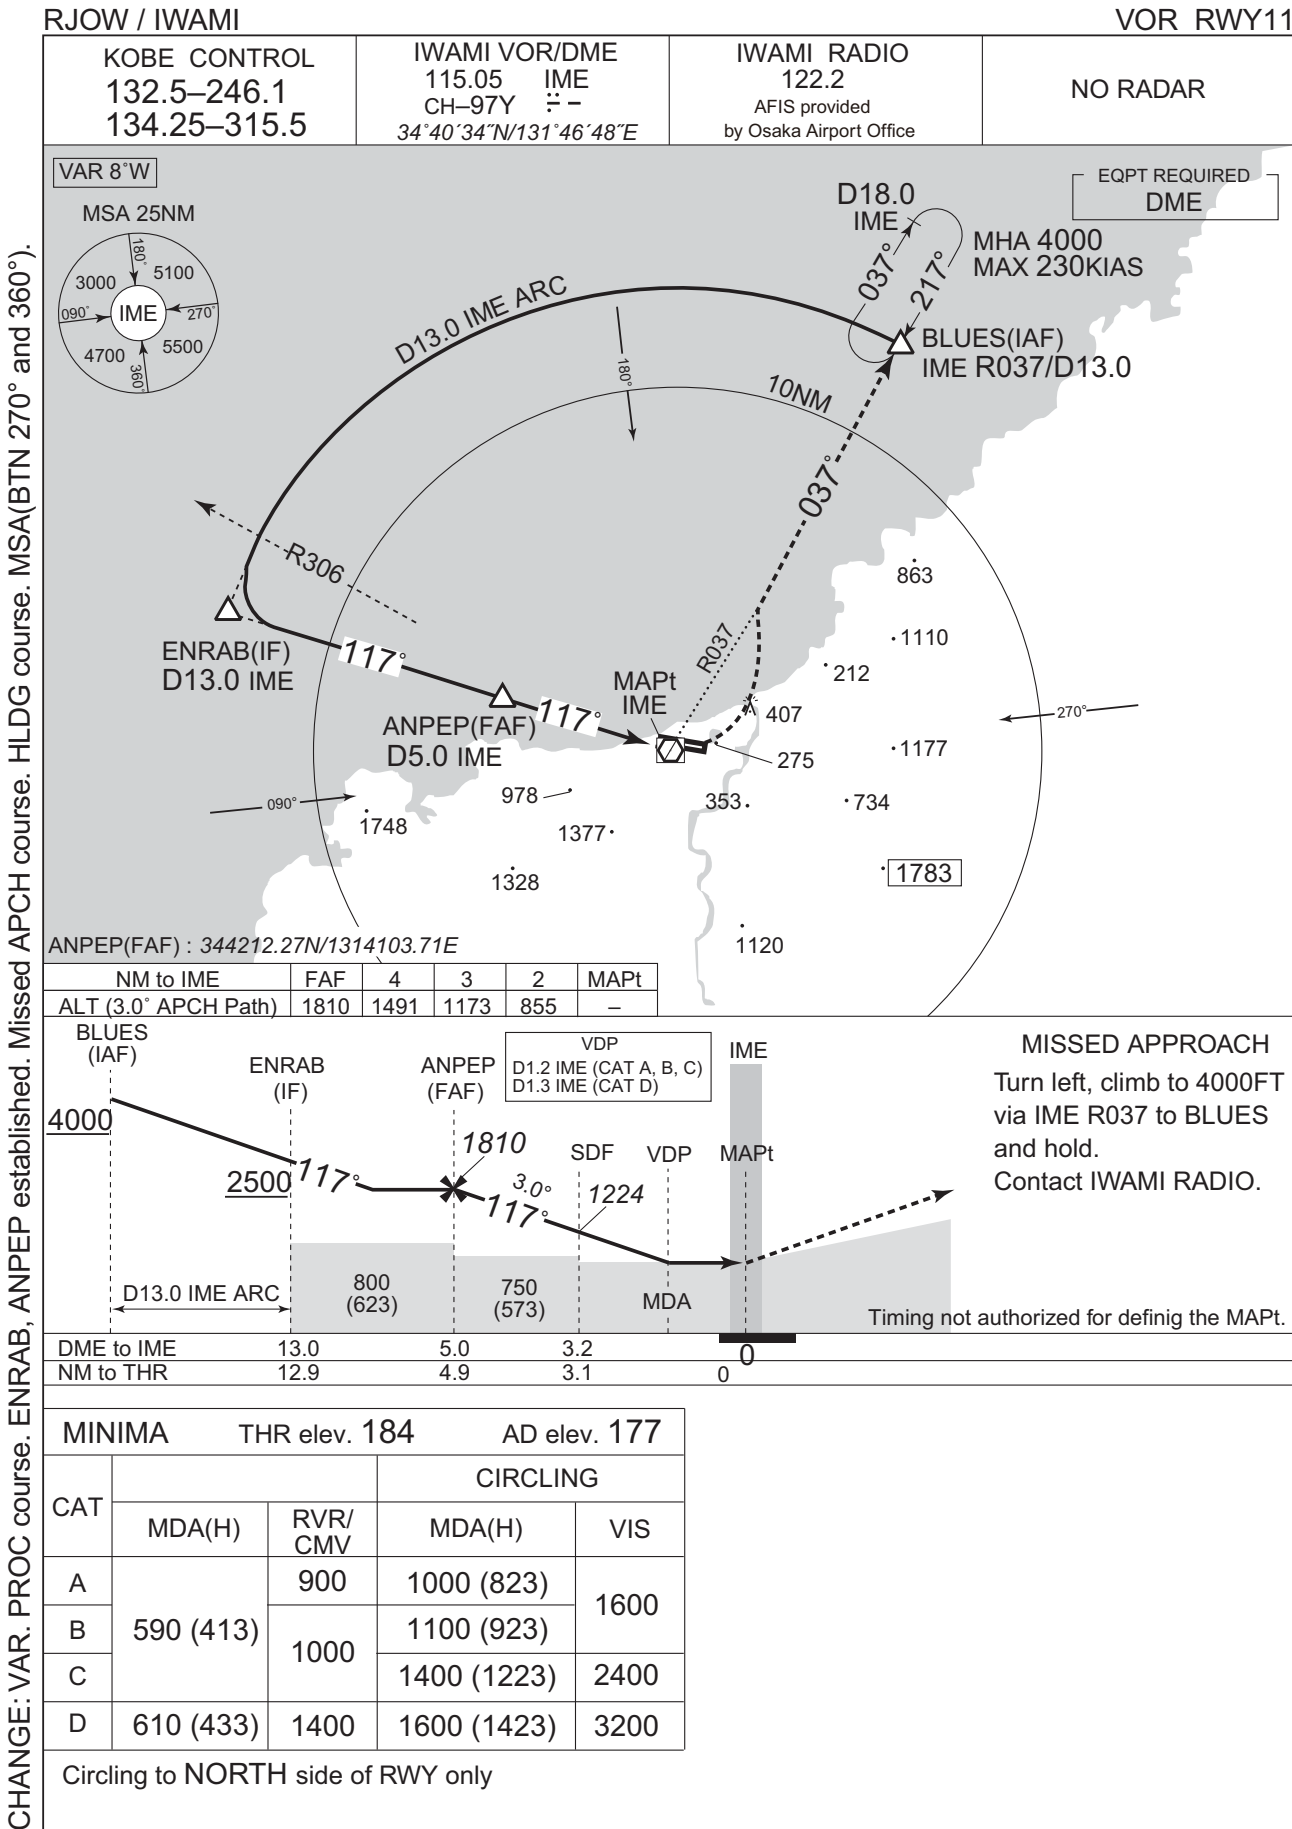 RJOW / IWAMI
VOR RWY11
KOBE CONTROL
132.5–246.1
134.25–315.5
IWAMI VOR/DME
115.05 IME
CH–97Y
34˚40´34˝N/131˚46´48˝E
IWAMI RADIO
122.2
AFIS provided
by Osaka Airport Office
NO RADAR
VAR 8˚W
MSA 25NM
180˚
3000
5100
090˚
IME
270˚
4700
5500
360˚
EQPT REQUIRED
DME
D18.0
IME
037°
217°
MHA 4000
MAX 230KIAS
D13.0 IME ARC
BLUES(IAF)
IME R037/D13.0
180°
10NM
037°
R306
863
ENRAB(IF)
D13.0 IME
117°
1110
R037
212
MAPt
IME
ANPEP(FAF)
D5.0 IME
117°
407
270°
275
1177
090°
978
353
734
1748
1377
1328
1783
1120
ANPEP(FAF) : 344212.27N/1314103.71E
NM to IME FAF 4 3 2 MAPt
ALT (3.0˚ APCH Path) 1810 1491 1173 855 –
BLUES
(IAF)
ENRAB
(IF)
ANPEP
(FAF)
VDP
D1.2 IME (CAT A, B, C)
D1.3 IME (CAT D)
IME
MISSED APPROACH
Turn left, climb to 4000FT
via IME R037 to BLUES
and hold.
Contact IWAMI RADIO.
4000
2500
117°
1810
3.0°
117°
SDF
1224
VDP
MAPt
D13.0 IME ARC
800
(623)
750
(573)
MDA
Timing not authorized for definig the MAPt.
DME to IME 13.0 5.0 3.2 0
NM to THR 12.9 4.9 3.1 0
MINIMA THR elev. 184 AD elev. 177
CAT
CIRCLING
MDA(H)
RVR/
CMV
MDA(H)
VIS
A 900 1000 (823)
1600
B 590 (413) 1000 1100 (923)
C 1400 (1223) 2400
D 610 (433) 1400 1600 (1423) 3200
Circling to NORTH side of RWY only
CHANGE: VAR. PROC course. ENRAB, ANPEP established. Missed APCH course. HLDG course. MSA(BTN 270° and 360°).